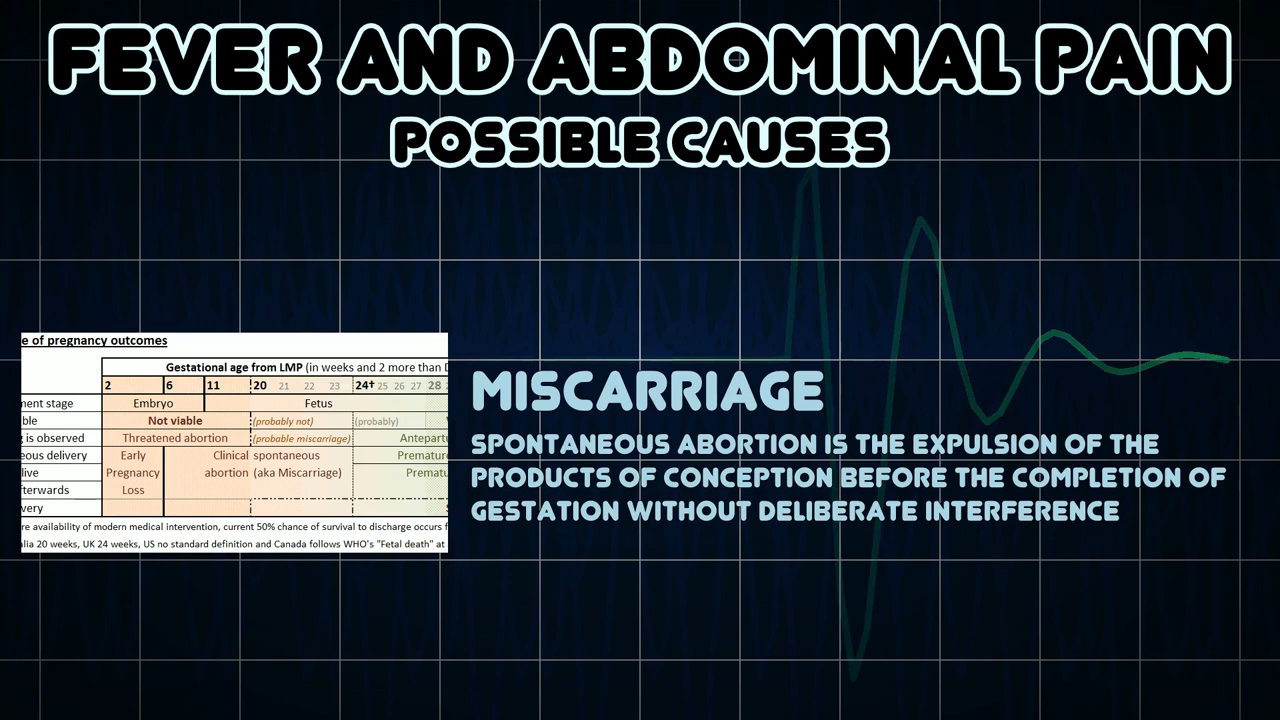 FEVER AND ABDOMINAL PAIN
POSSIBLE CAUSES
e of pregnancy outcomes
Gestational age from LMP (in weeks and 2 more than
2 6 11 20 21 22 23 24† 25 26 27 28
nent stage Embryo Fetus
ble Not viable (probably not) (probably)
g is observed Threatened abortion (probable miscarriage) Antepart
eous delivery Early Clinical spontaneous Premature
live Pregnancy abortion (aka Miscarriage) Premat
fterwards Loss
very
re availability of modern medical intervention, current 50% chance of survival to discharge occurs f
lia 20 weeks, UK 24 weeks, US no standard definition and Canada follows WHO's "Fetal death" at
MISCARRIAGE
SPONTANEOUS ABORTION IS THE EXPULSION OF THE
PRODUCTS OF CONCEPTION BEFORE THE COMPLETION OF
GESTATION WITHOUT DELIBERATE INTERFERENCE